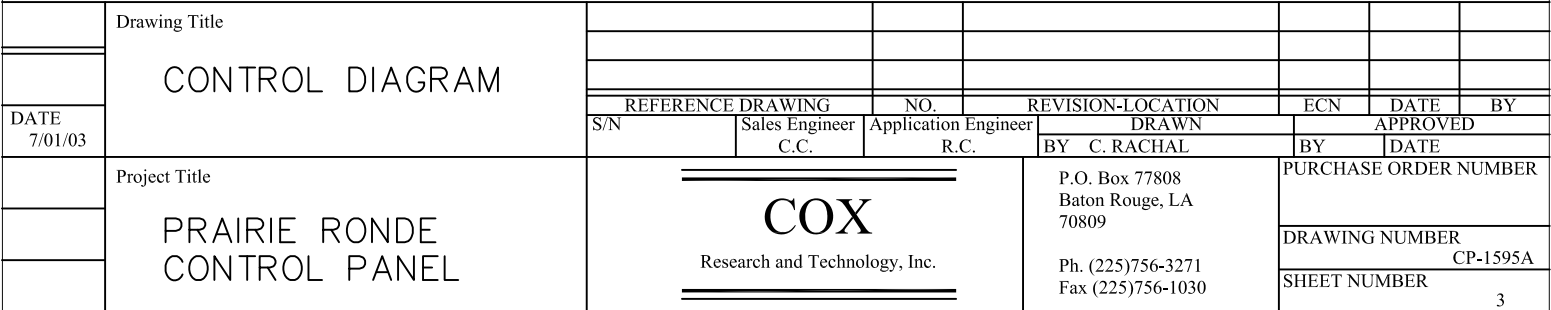 Drawing Title
CONTROL DIAGRAM
REFERENCE DRAWING NO. REVISION-LOCATION ECN DATE BY
DATE
7/01/03
S/N Sales Engineer Application Engineer DRAWN APPROVED
C.C. R.C. BY C. RACHAL BY DATE
Project Title
PRAIRIE RONDE
CONTROL PANEL
COX
Research and Technology, Inc.
P.O. Box 77808
Baton Rouge, LA
70809
Ph. (225)756-3271
Fax (225)756-1030
PURCHASE ORDER NUMBER
DRAWING NUMBER
CP-1595A
SHEET NUMBER
3